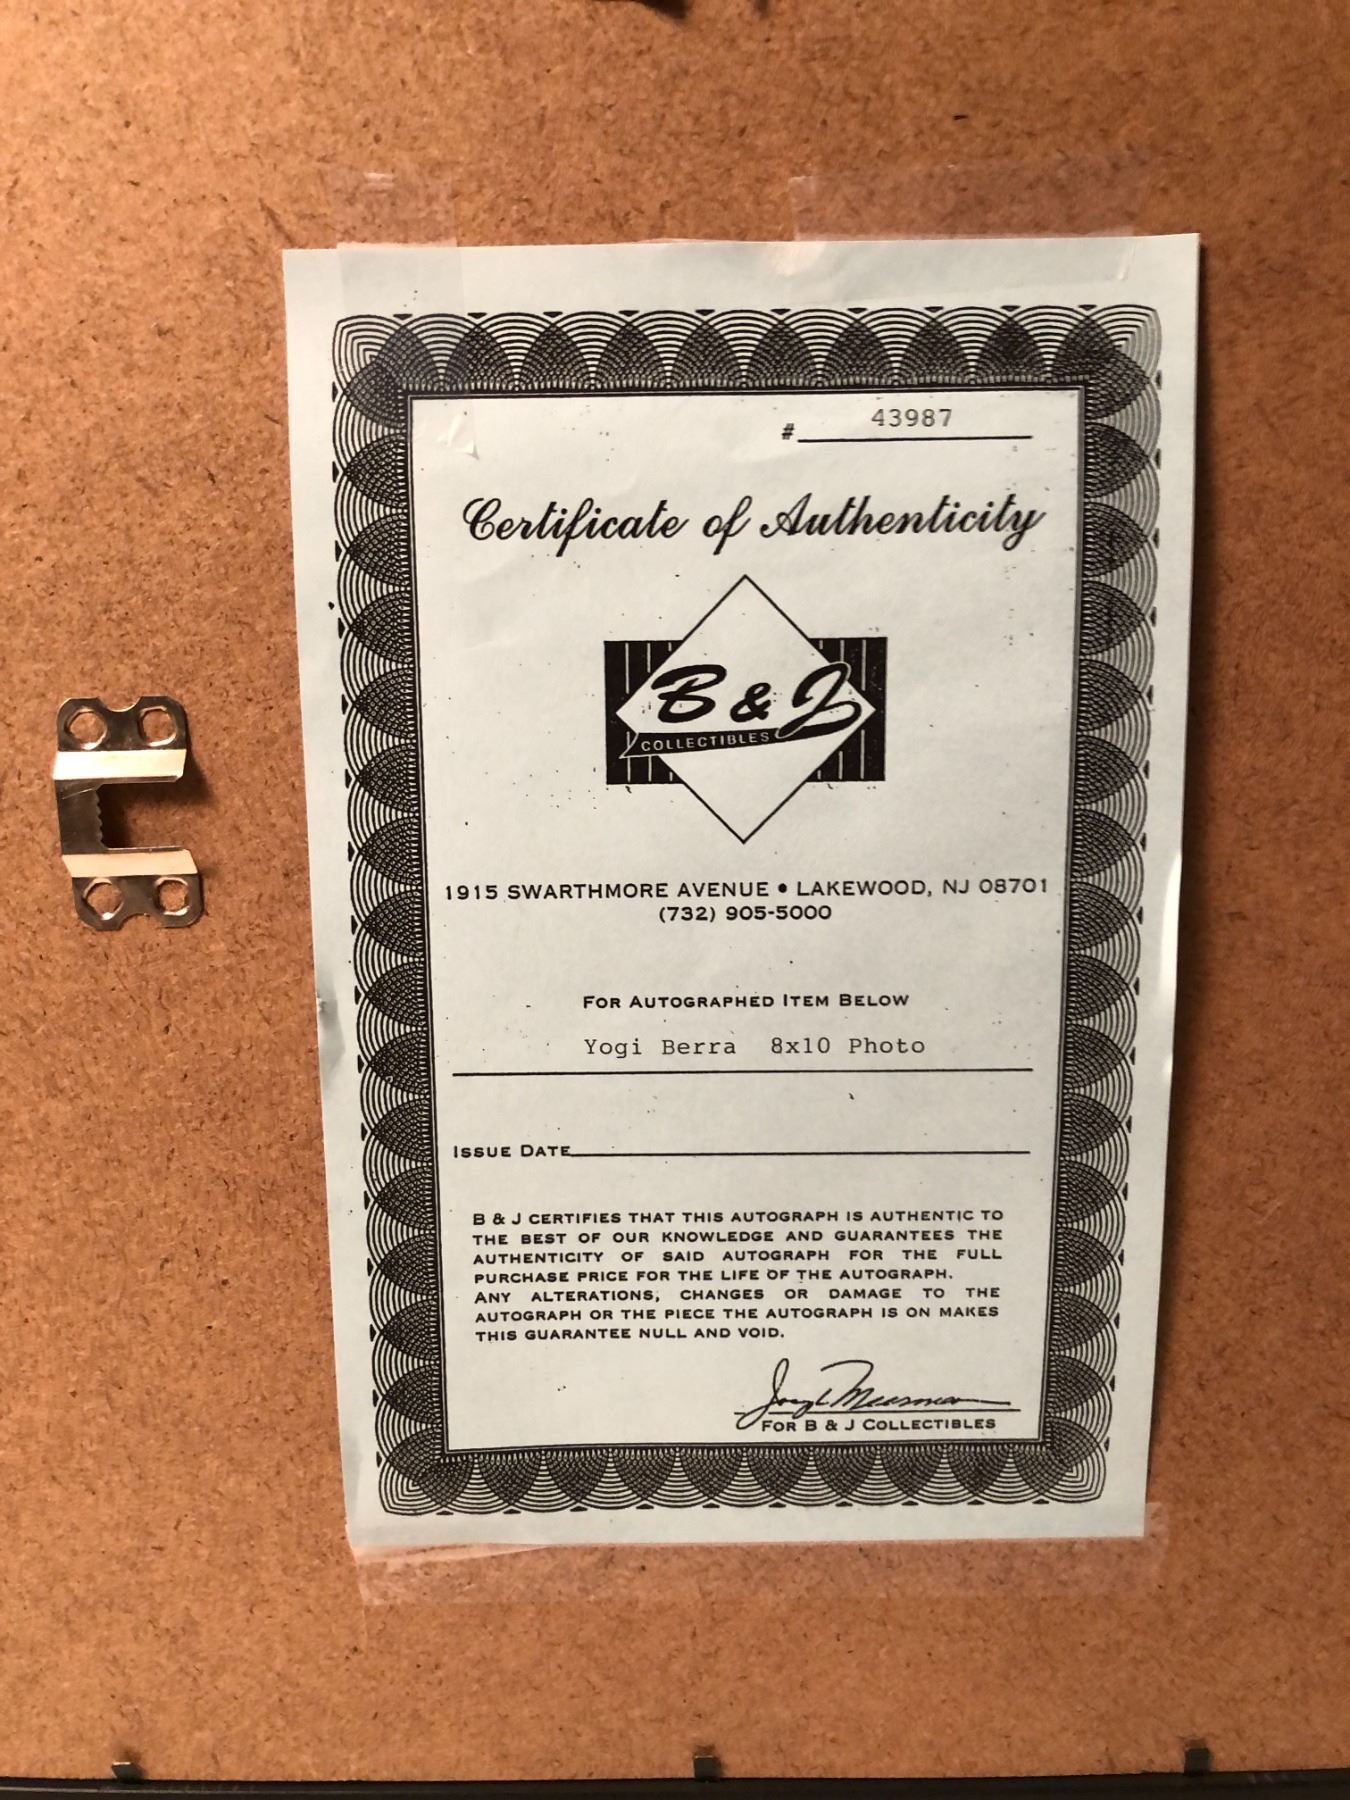 # 43987
Certificate of Authenticity
B & J
COLLECTIBLES
1915 SWARTHMORE AVENUE • LAKEWOOD, NJ 08701
(732) 905-5000
FOR AUTOGRAPHED ITEM BELOW
Yogi Berra 8x10 Photo
ISSUE DATE
B & J CERTIFIES THAT THIS AUTOGRAPH IS AUTHENTIC TO
THE BEST OF OUR KNOWLEDGE AND GUARANTEES THE
AUTHENTICITY OF SAID AUTOGRAPH FOR THE FULL
PURCHASE PRICE FOR THE LIFE OF THE AUTOGRAPH.
ANY ALTERATIONS, CHANGES OR DAMAGE TO THE
AUTOGRAPH OR THE PIECE THE AUTOGRAPH IS ON MAKES
THIS GUARANTEE NULL AND VOID.
FOR B & J COLLECTIBLES